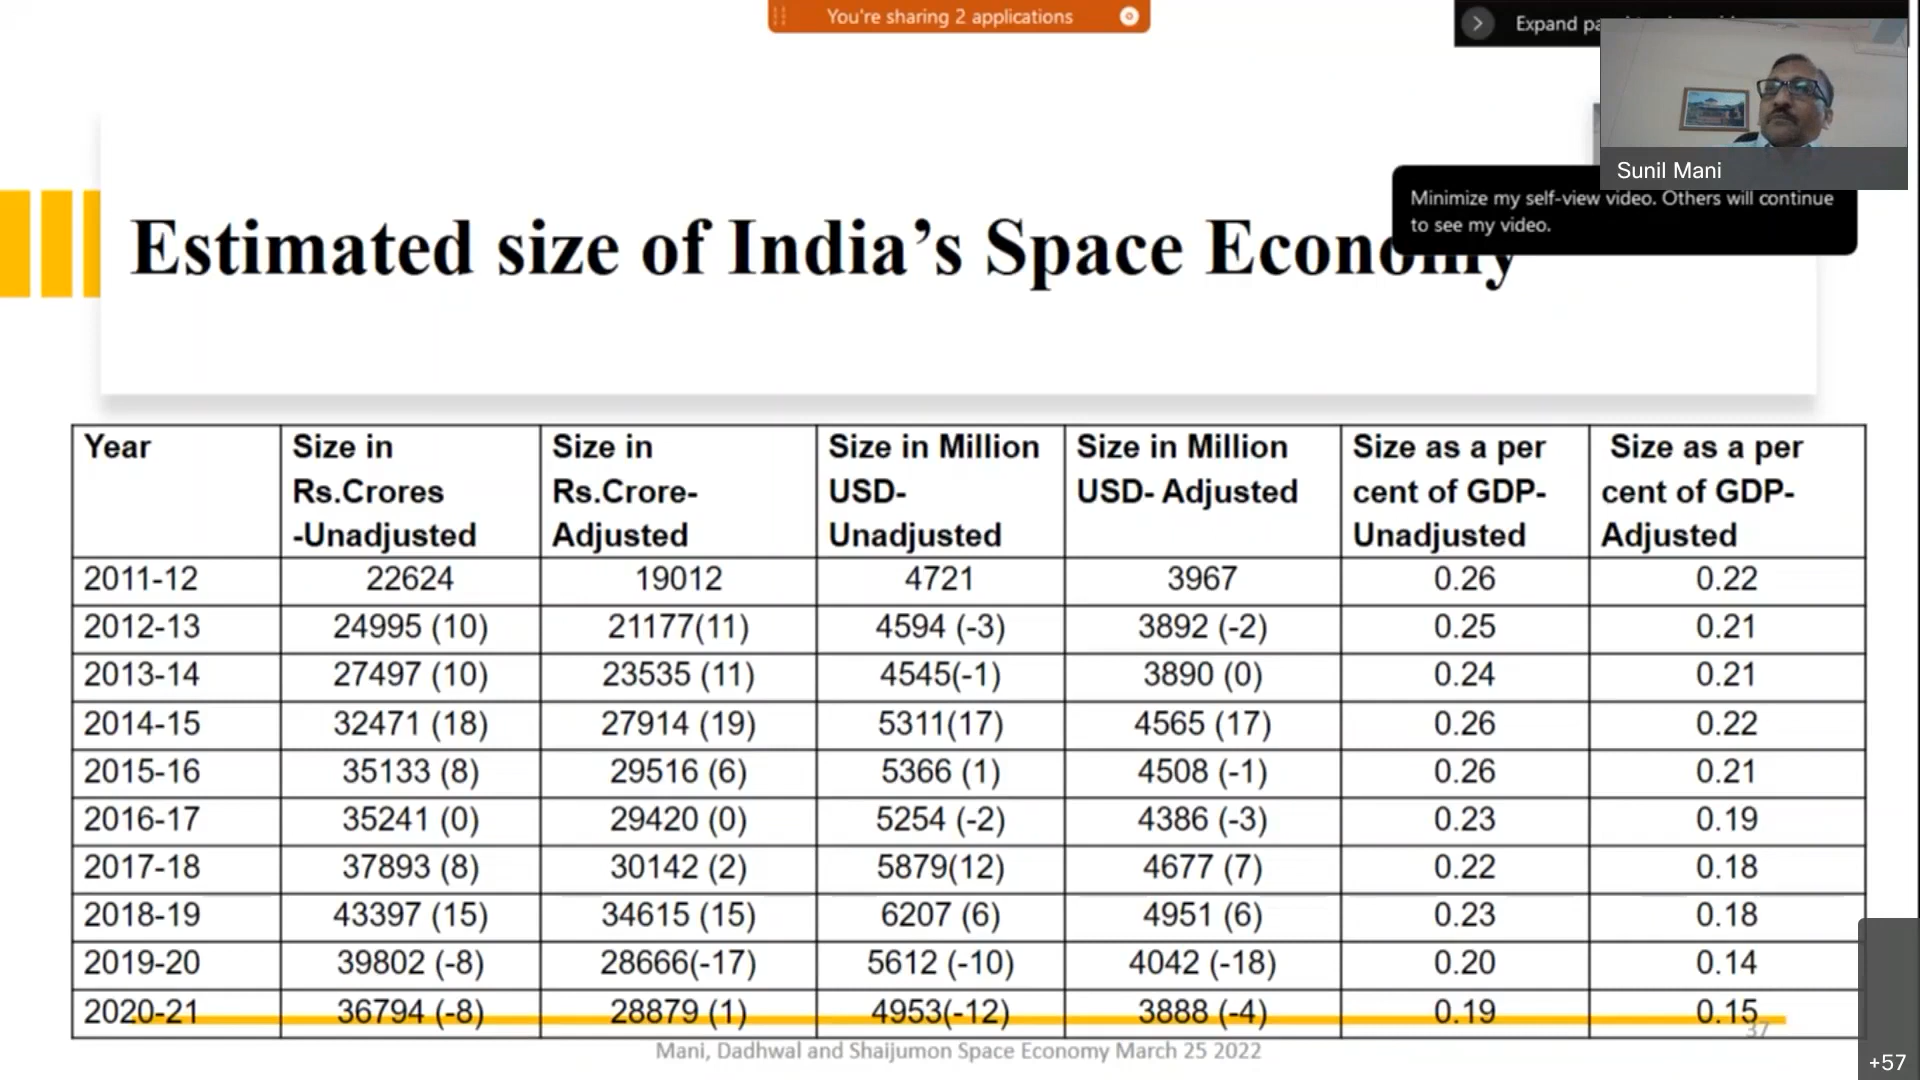 You're sharing 2 applications
Expand pa
Sunil Mani
Minimize my self-view video. Others will continue
to see my video.
Estimated size of India's Space Economy
Year | Size in Rs.Crores -Unadjusted | Size in Rs.Crore- Adjusted | Size in Million USD- Unadjusted | Size in Million USD- Adjusted | Size as a per cent of GDP- Unadjusted | Size as a per cent of GDP- Adjusted
2011-12 | 22624 | 19012 | 4721 | 3967 | 0.26 | 0.22
2012-13 | 24995 (10) | 21177(11) | 4594 (-3) | 3892 (-2) | 0.25 | 0.21
2013-14 | 27497 (10) | 23535 (11) | 4545(-1) | 3890 (0) | 0.24 | 0.21
2014-15 | 32471 (18) | 27914 (19) | 5311(17) | 4565 (17) | 0.26 | 0.22
2015-16 | 35133 (8) | 29516 (6) | 5366 (1) | 4508 (-1) | 0.26 | 0.21
2016-17 | 35241 (0) | 29420 (0) | 5254 (-2) | 4386 (-3) | 0.23 | 0.19
2017-18 | 37893 (8) | 30142 (2) | 5879(12) | 4677 (7) | 0.22 | 0.18
2018-19 | 43397 (15) | 34615 (15) | 6207 (6) | 4951 (6) | 0.23 | 0.18
2019-20 | 39802 (-8) | 28666(-17) | 5612 (-10) | 4042 (-18) | 0.20 | 0.14
2020-21 | 36794 (-8) | 28879 (1) | 4953(-12) | 3888 (-4) | 0.19 | 0.15
37
Mani, Dadhwal and Shaijumon Space Economy March 25 2022
+57